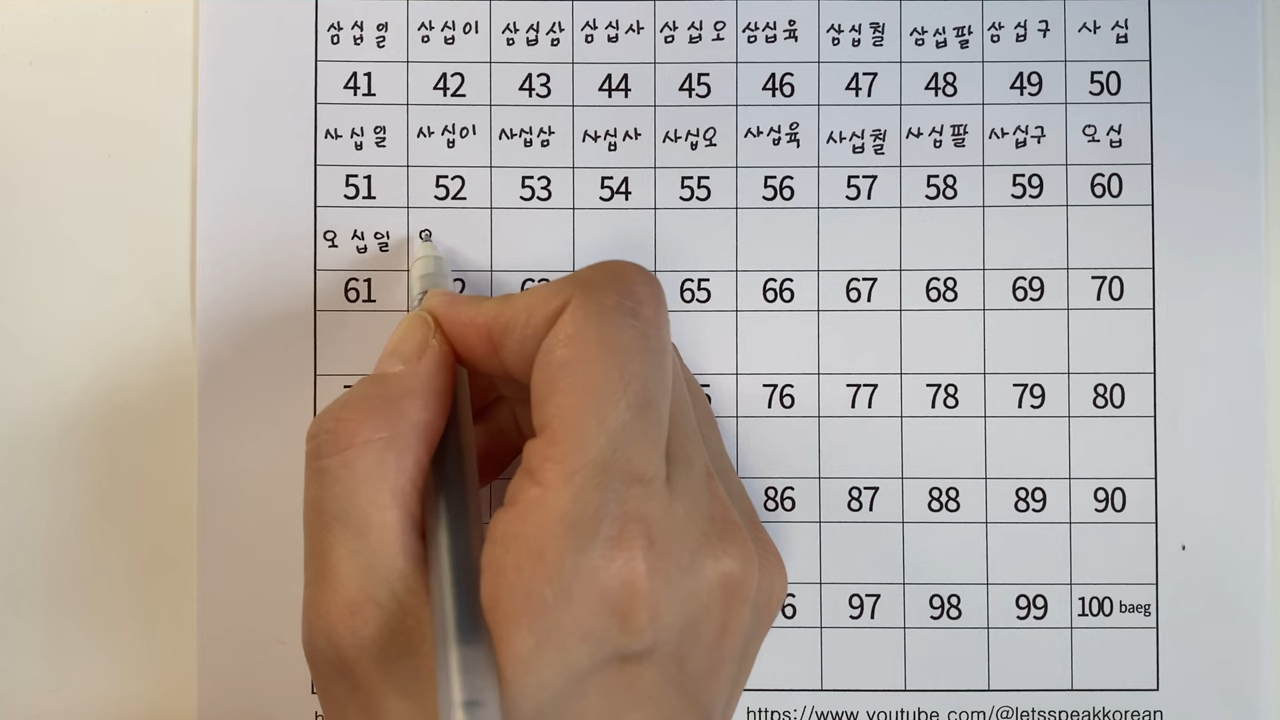 삼십일 삼십이 삼십삼 삼십사 삼십오 삼십육 삼십칠 삼십팔 삼십구 사십
41 42 43 44 45 46 47 48 49 50
사십일 사십이 사십삼 사십사 사십오 사십육 사십칠 사십팔 사십구 오십
51 52 53 54 55 56 57 58 59 60
오십일 오
61 65 66 67 68 69 70
76 77 78 79 80
86 87 88 89 90
97 98 99 100 baeg
https://www.youtube.com/@letsspeakkorean